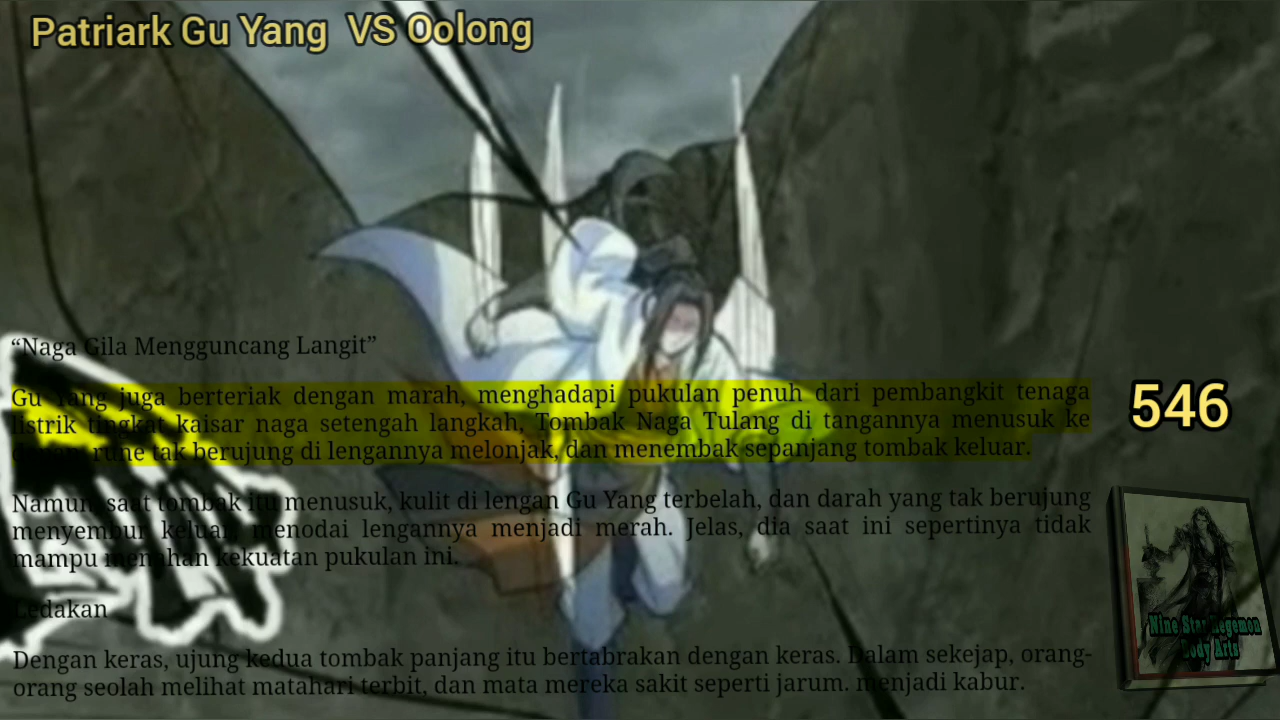 Patriark Gu Yang VS Oolong
“Naga Gila Mengguncang Langit”
Gu Yang juga berteriak dengan marah, menghadapi pukulan penuh dari pembangkit tenaga
listrik tingkat kaisar naga setengah langkah, Tombak Naga Tulang di tangannya menusuk ke
rune tak berujung di lengannya melonjak, dan menembak sepanjang tombak keluar.
546
Namun, saat tombak itu menusuk, kulit di lengan Gu Yang terbelah, dan darah yang tak berujung
menyembur keluar, menodai lengannya menjadi merah. Jelas, dia saat ini sepertinya tidak
mampu menahan kekuatan pukulan ini.
Ledakan
Dengan keras, ujung kedua tombak panjang itu bertabrakan dengan keras. Dalam sekejap, orang-
orang seolah melihat matahari terbit, dan mata mereka sakit seperti jarum. menjadi kabur.
Nine Star Hegemon
Body Arts